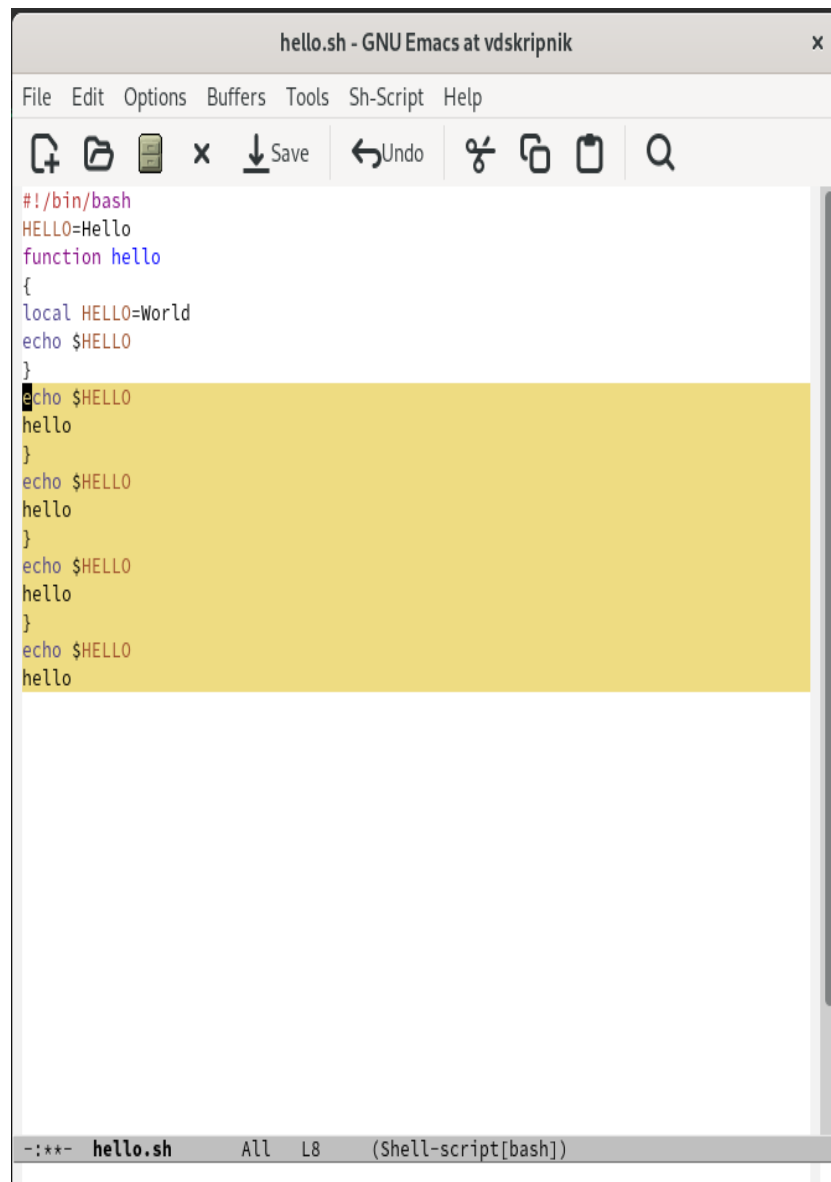 hello.sh - GNU Emacs at vdskripnik
File Edit Options Buffers Tools Sh-Script Help
Save Undo
#!/bin/bash
HELLO=Hello
function hello
{
local HELLO=World
echo $HELLO
}
echo $HELLO
hello
}
echo $HELLO
hello
}
echo $HELLO
hello
}
echo $HELLO
hello
-:**- hello.sh All L8 (Shell-script[bash])